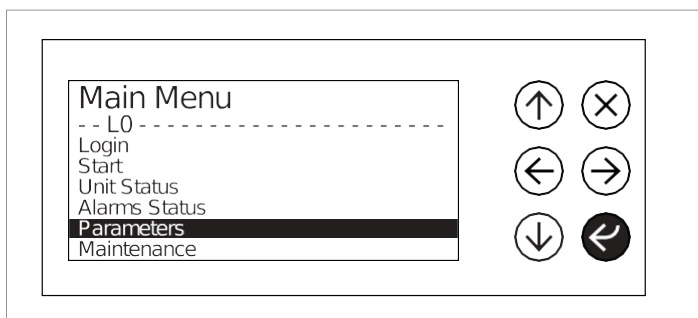 Main Menu
- - L0 - - - - - - - - - - - - - - - - - - - - - -
Login
Start
Unit Status
Alarms Status
Parameters
Maintenance